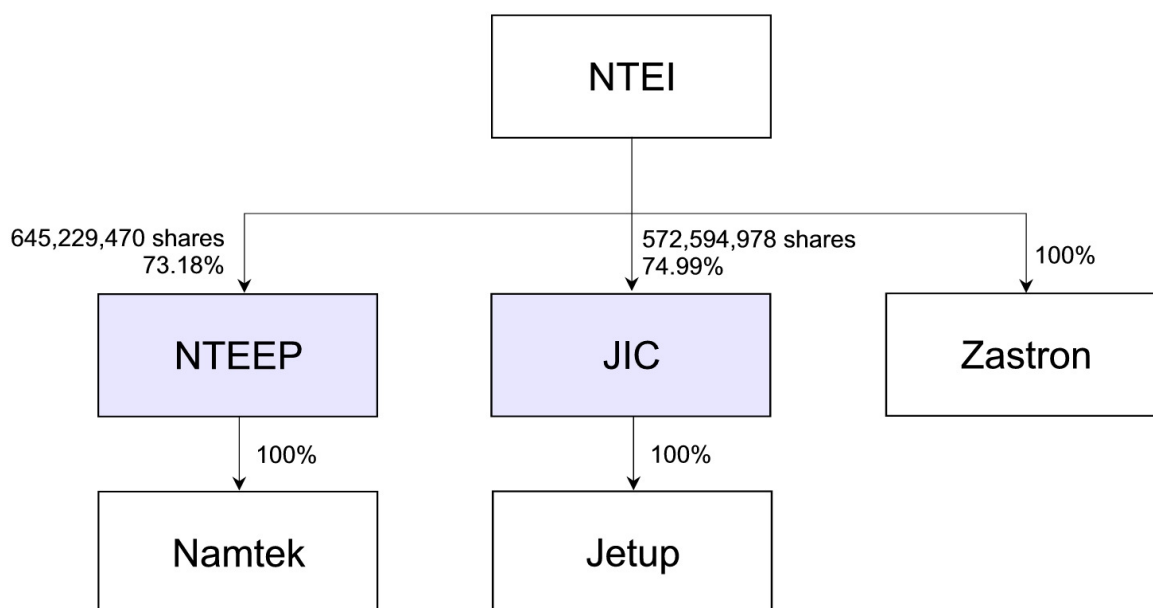 NTEI
645,229,470 shares
73.18%
572,594,978 shares
74.99%
100%
NTEEP
JIC
Zastron
100%
100%
Namtek
Jetup